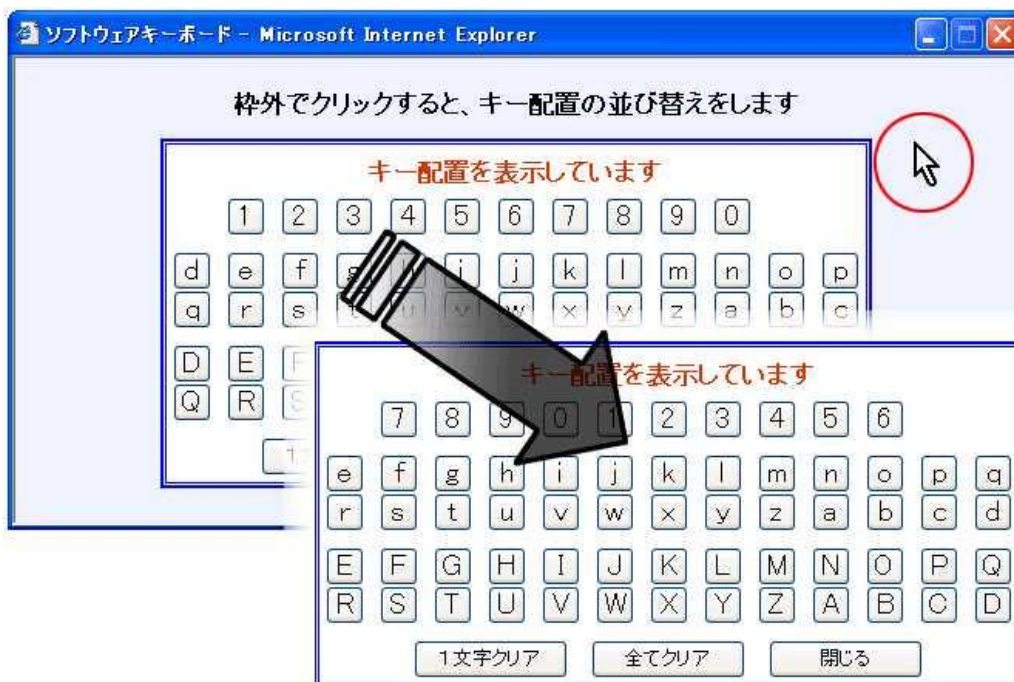 ソフトウェアキーボード - Microsoft Internet Explorer
枠外でクリックすると、キー配置の並び替えをします
キー配置を表示しています
1 2 3 4 5 6 7 8 9 0
d e f g h i j k l m n o p
q r s t u v w x y z a b c
D E F
Q R S
1
キー配置を表示しています
7 8 9 0 1 2 3 4 5 6
e f g h i j k l m n o p q
r s t u v w x y z a b c d
E F G H I J K L M N O P Q
R S T U V W X Y Z A B C D
1文字クリア 全てクリア 閉じる